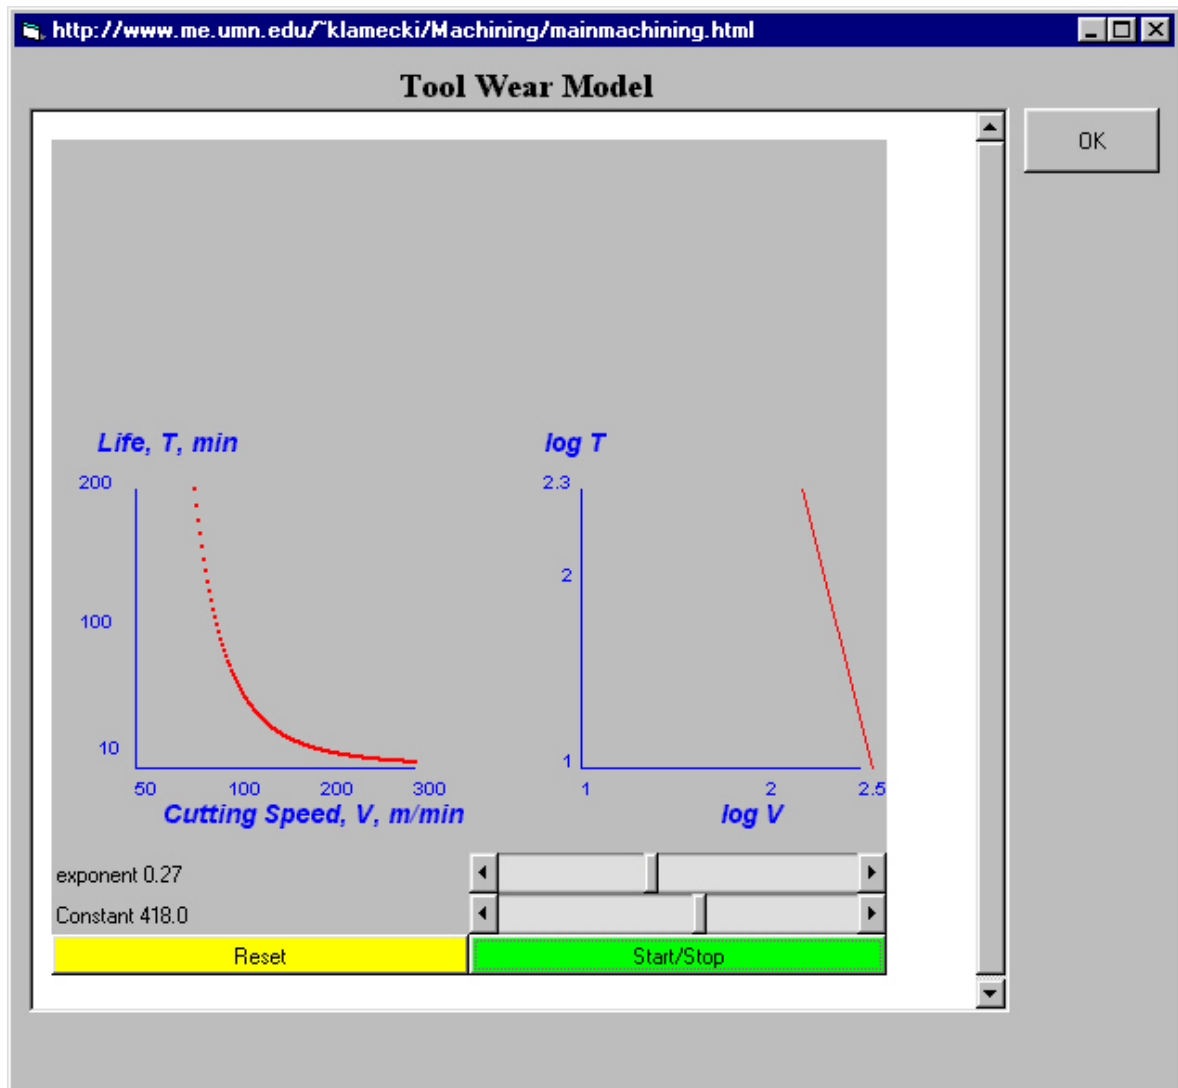 http://www.me.umn.edu/~klamecki/Machining/mainmachining.html
Tool Wear Model
OK
Life, T, min
200
100
10
50 100 200 300
Cutting Speed, V, m/min
log T
2.3
2
1
1 2 2.5
log V
exponent 0.27
Constant 418.0
Reset
Start/Stop